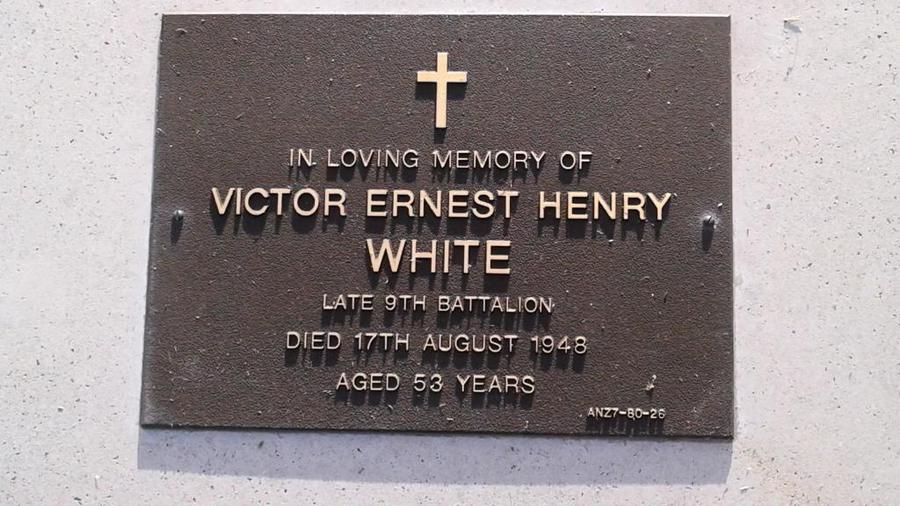 IN LOVING MEMORY OF
VICTOR ERNEST HENRY
WHITE
LATE 9TH BATTALION
DIED 17TH AUGUST 1948
AGED 53 YEARS
ANZ7-80-26